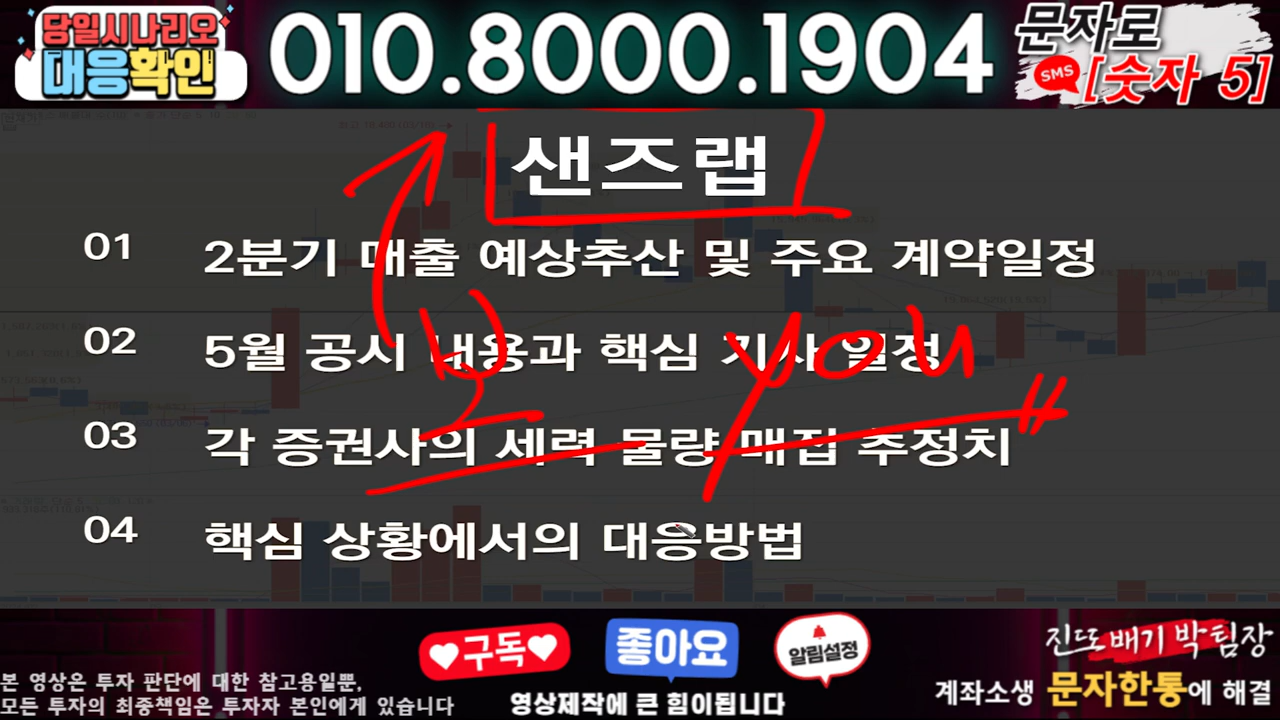 당일시나리오
대응확인
010.8000.1904
문자로
SMS
[숫자 5]
샌즈랩
01 2분기 매출 예상추산 및 주요 계약일정
02 5월 공시 내용과 핵심 기사 일정
보 you"
03 각 증권사의 세력 물량 매집 추정치
04 핵심 상황에서의 대응방법
구독
좋아요
알림설정
영상제작에 큰 힘이됩니다
본 영상은 투자 판단에 대한 참고용일뿐,
모든 투자의 최종책임은 투자자 본인에게 있습니다
진또배기 박팀장
계좌소생 문자한통에 해결